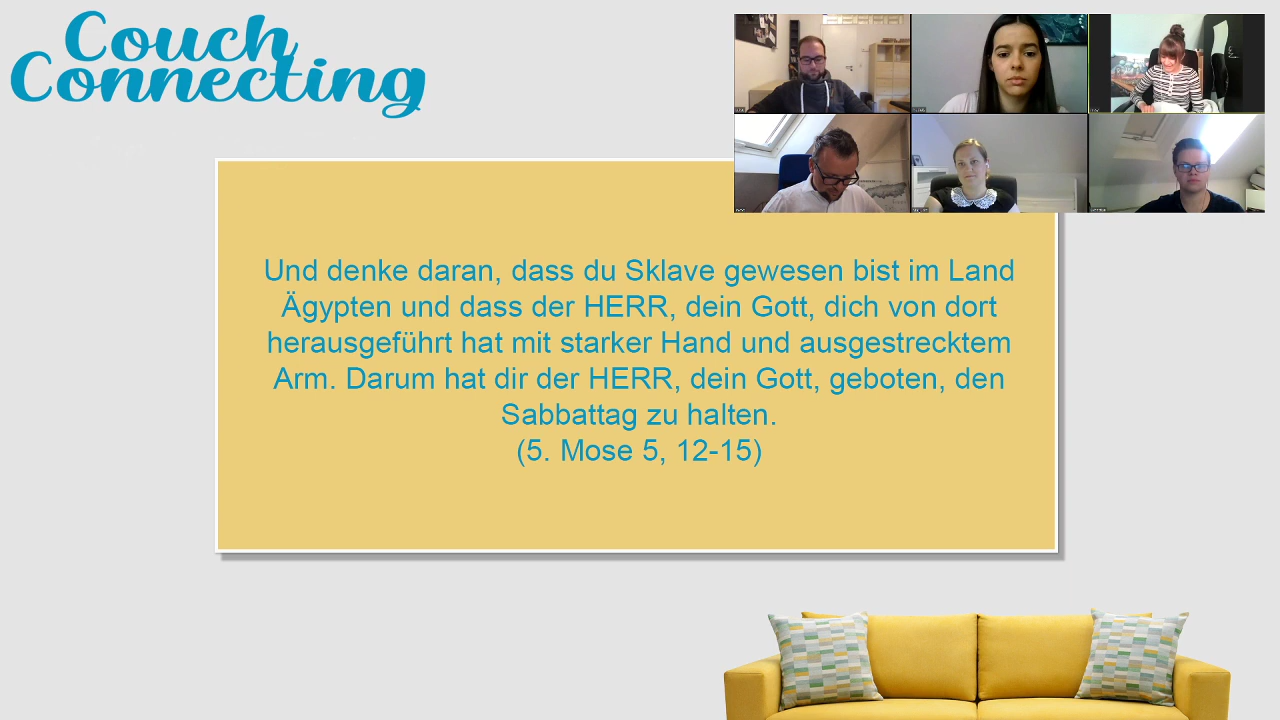 Couch
Connecting
Und denke daran, dass du Sklave gewesen bist im Land
Ägypten und dass der HERR, dein Gott, dich von dort
herausgeführt hat mit starker Hand und ausgestrecktem
Arm. Darum hat dir der HERR, dein Gott, geboten, den
Sabbattag zu halten.
(5. Mose 5, 12-15)